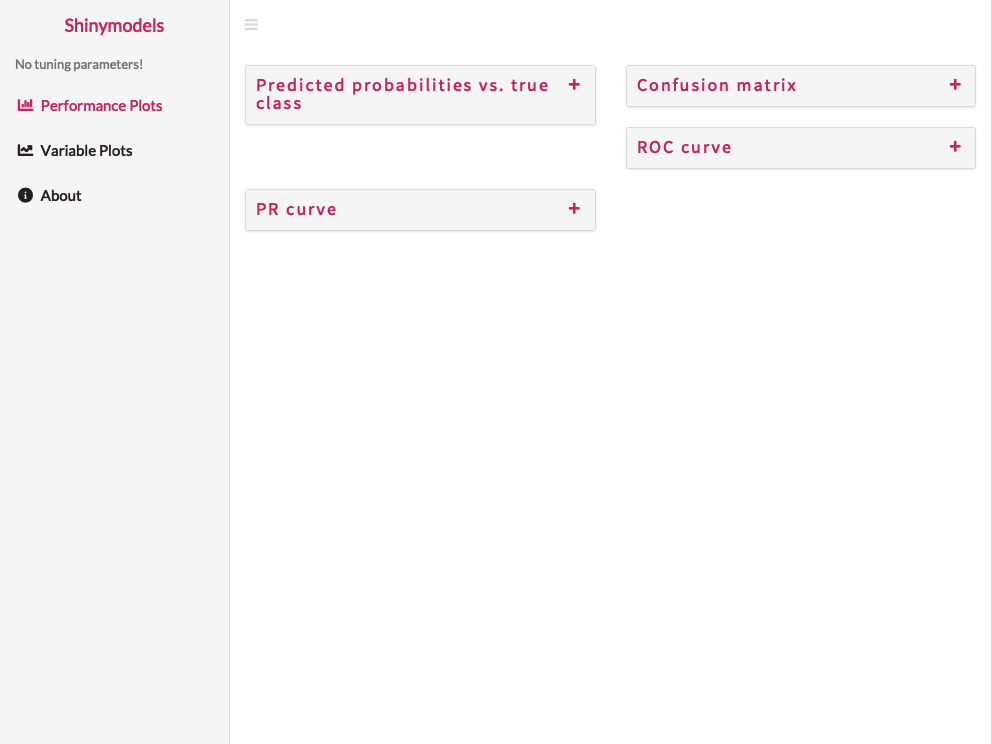 Shinymodels
No tuning parameters!
Performance Plots
Variable Plots
About
Predicted probabilities vs. true
class
Confusion matrix
ROC curve
PR curve